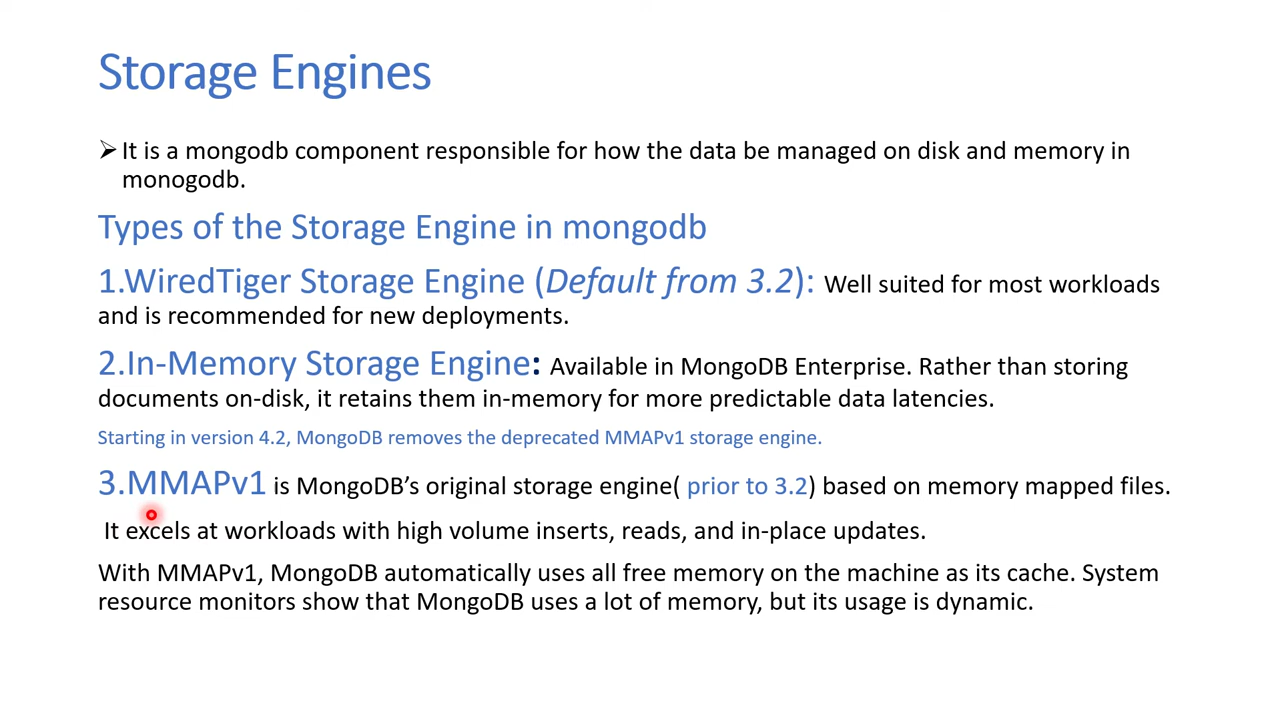 Storage Engines
➢It is a mongodb component responsible for how the data be managed on disk and memory in
monogodb.
Types of the Storage Engine in mongodb
1.WiredTiger Storage Engine (Default from 3.2): Well suited for most workloads
and is recommended for new deployments.
2.In-Memory Storage Engine: Available in MongoDB Enterprise. Rather than storing
documents on-disk, it retains them in-memory for more predictable data latencies.
Starting in version 4.2, MongoDB removes the deprecated MMAPv1 storage engine.
3.MMAPv1 is MongoDB’s original storage engine( prior to 3.2) based on memory mapped files.
It excels at workloads with high volume inserts, reads, and in-place updates.
With MMAPv1, MongoDB automatically uses all free memory on the machine as its cache. System
resource monitors show that MongoDB uses a lot of memory, but its usage is dynamic.